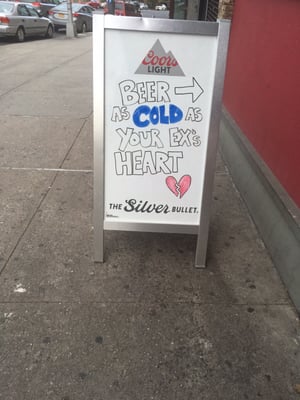 Coors
LIGHT
BEER
AS COLD AS
YOUR EX'S
HEART
THE Silver BULLET.